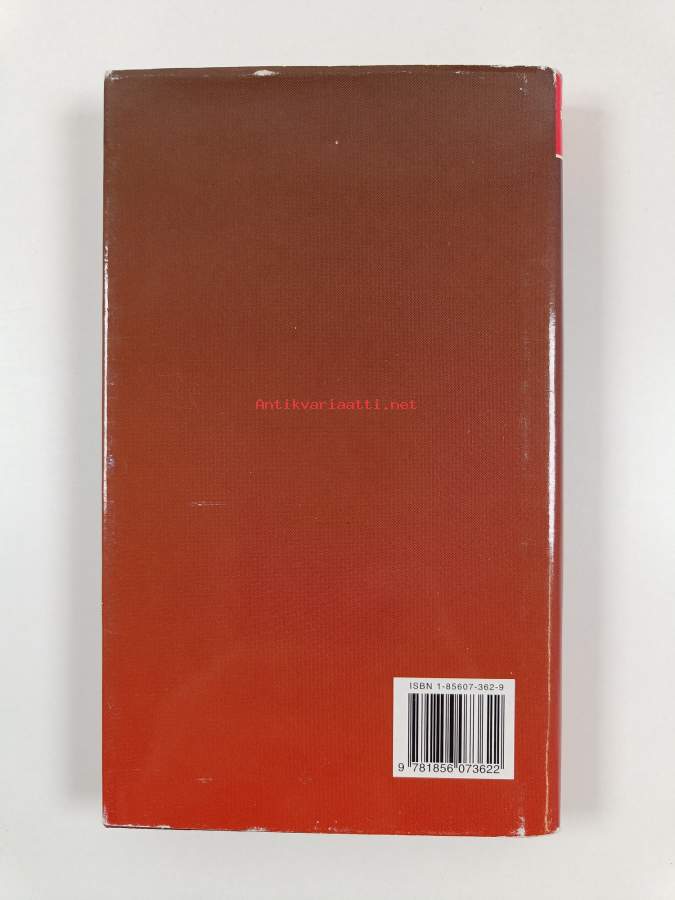 Antikvariaatti.net
ISBN 1-85607-362-9
9 781856 073622